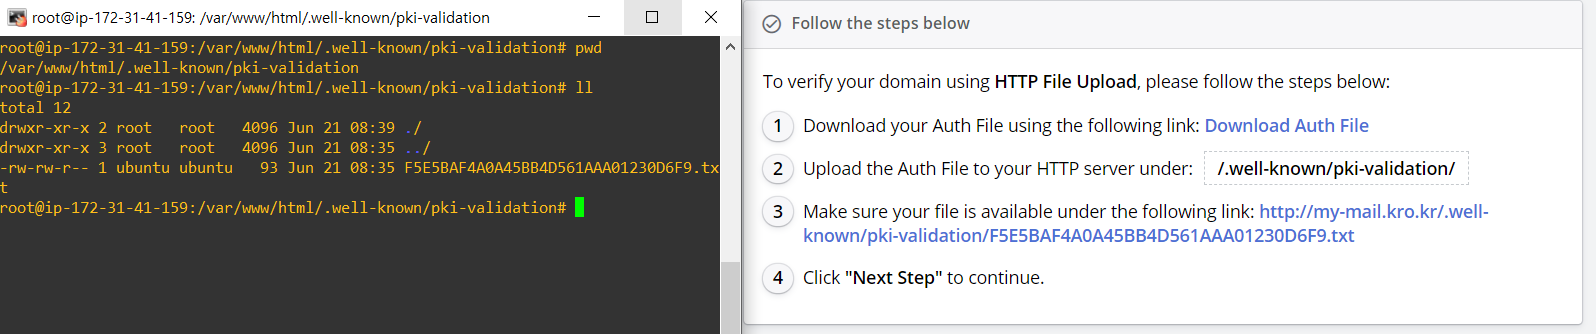 root@ip-172-31-41-159: /var/www/html/.well-known/pki-validation
root@ip-172-31-41-159:/var/www/html/.well-known/pki-validation# pwd
/var/www/html/.well-known/pki-validation
root@ip-172-31-41-159:/var/www/html/.well-known/pki-validation# ll
total 12
drwxr-xr-x 2 root   root   4096 Jun 21 08:39 ./
drwxr-xr-x 3 root   root   4096 Jun 21 08:35 ../
-rw-rw-r-- 1 ubuntu ubuntu   93 Jun 21 08:35 F5E5BAF4A0A45BB4D561AAA01230D6F9.tx
t
root@ip-172-31-41-159:/var/www/html/.well-known/pki-validation#
Follow the steps below
To verify your domain using HTTP File Upload, please follow the steps below:
1 Download your Auth File using the following link: Download Auth File
2 Upload the Auth File to your HTTP server under: /.well-known/pki-validation/
3 Make sure your file is available under the following link: http://my-mail.kro.kr/.well-
known/pki-validation/F5E5BAF4A0A45BB4D561AAA01230D6F9.txt
4 Click "Next Step" to continue.